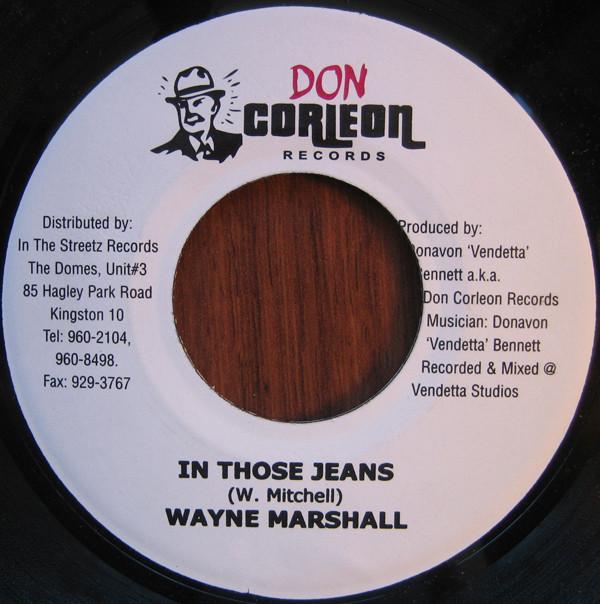 DON
CORLEON
RECORDS
Distributed by:
In The Streetz Records
The Domes, Unit#3
85 Hagley Park Road
Kingston 10
Tel: 960-2104,
960-8498.
Fax: 929-3767
Produced by:
Donavon 'Vendetta'
Bennett a.k.a.
Don Corleon Records
Musician: Donavon
'Vendetta' Bennett
Recorded & Mixed @
Vendetta Studios
IN THOSE JEANS
(W. Mitchell)
WAYNE MARSHALL